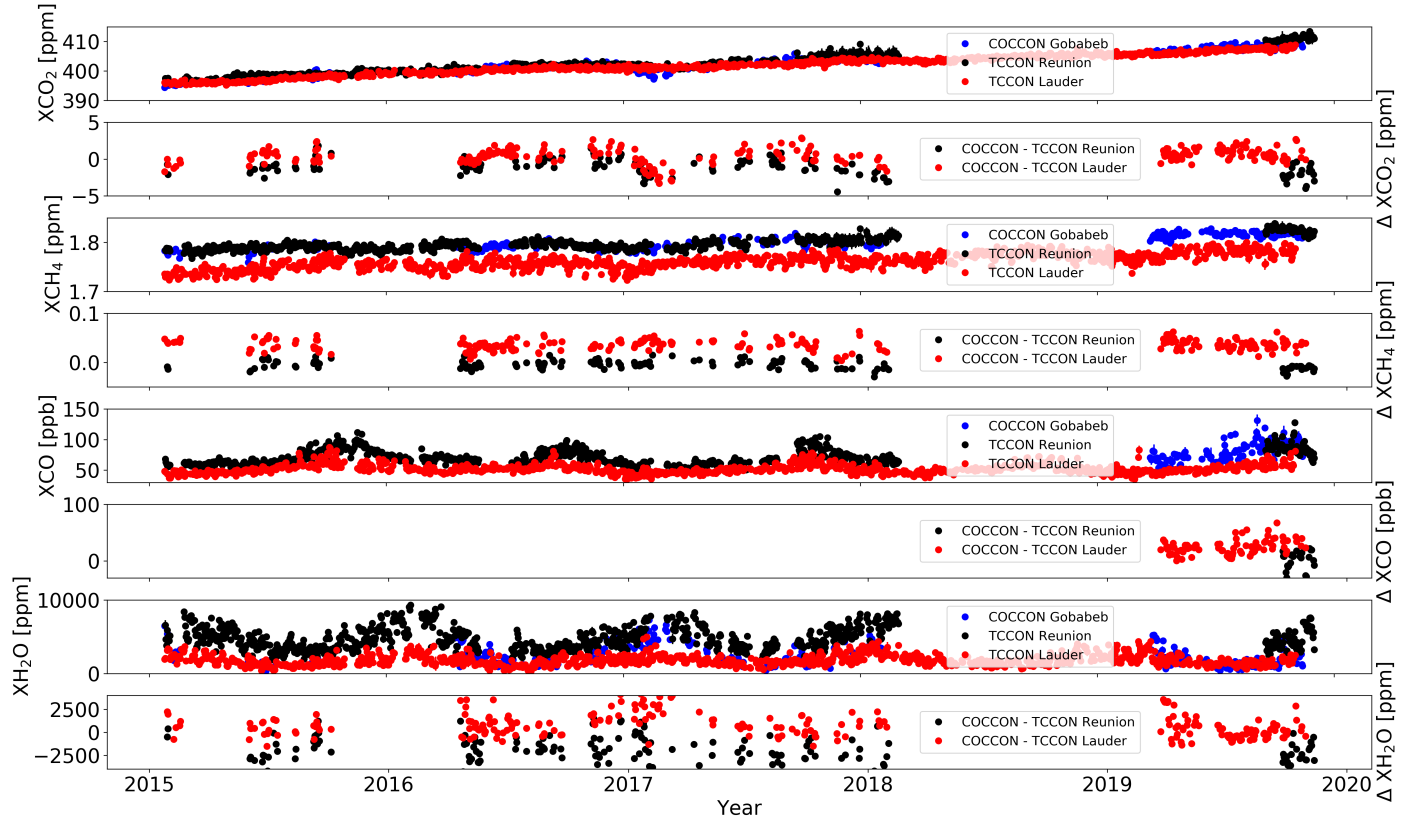 XCO₂ [ppm]
410
400
390
COCCON Gobabeb
TCCON Reunion
TCCON Lauder
5
0
−5
COCCON - TCCON Reunion
COCCON - TCCON Lauder
Δ XCO₂ [ppm]
XCH₄ [ppm]
1.8
1.7
COCCON Gobabeb
TCCON Reunion
TCCON Lauder
0.1
0.0
COCCON - TCCON Reunion
COCCON - TCCON Lauder
Δ XCH₄ [ppm]
XCO [ppb]
150
100
50
COCCON Gobabeb
TCCON Reunion
TCCON Lauder
100
0
COCCON - TCCON Reunion
COCCON - TCCON Lauder
Δ XCO [ppb]
XH₂O [ppm]
10000
0
COCCON Gobabeb
TCCON Reunion
TCCON Lauder
2500
0
−2500
COCCON - TCCON Reunion
COCCON - TCCON Lauder
Δ XH₂O [ppm]
2015 2016 2017 2018 2019 2020
Year